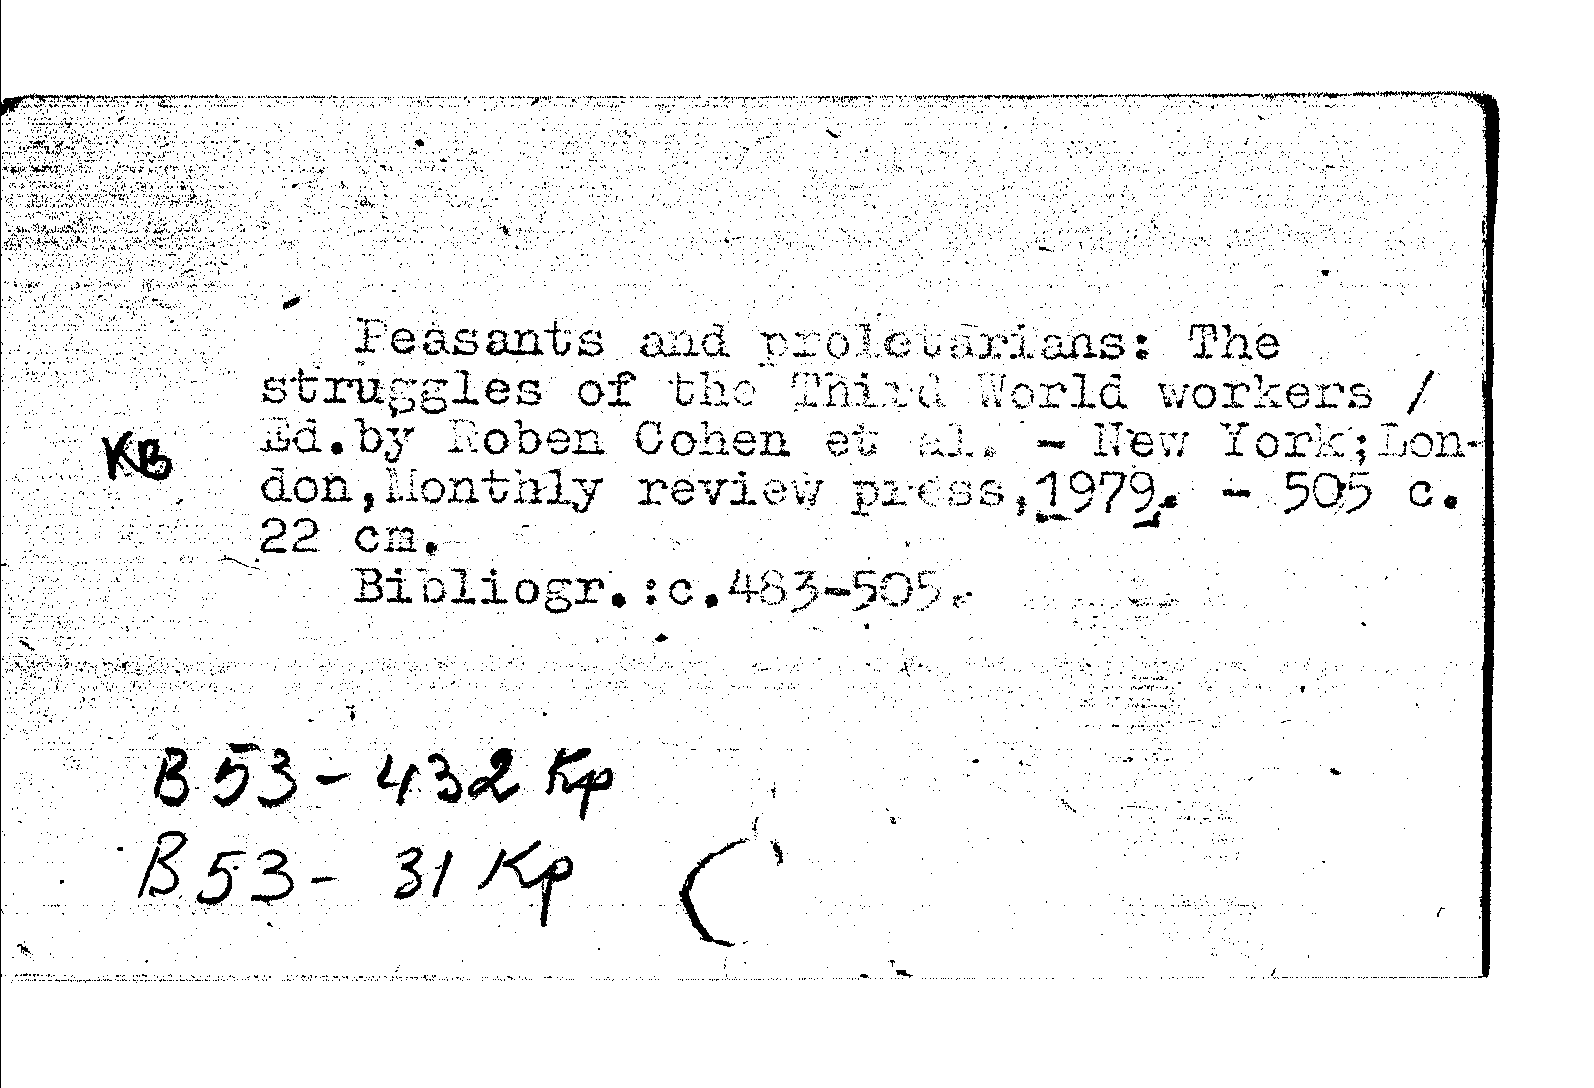 Peasants and proletarians: The
struggles of the Third World workers /
Ed.by Roben Cohen et al. - New York;Lon-
кв
don,Monthly review press,1979. - 505 с.
22 cm.
Bibliogr.:с.483-505.
В 53 - 432 Кр
В 53 - 31 Кр